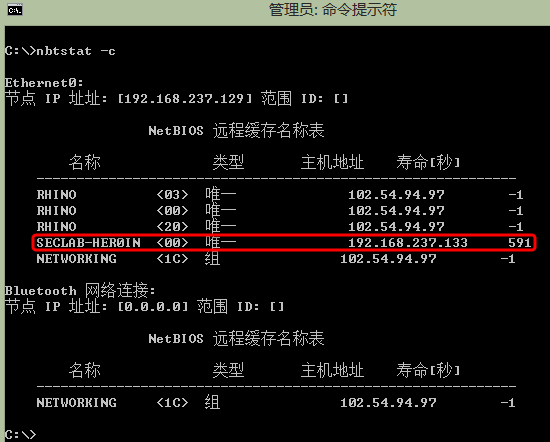 管理员: 命令提示符
C:\>nbtstat -c
Ethernet0:
节点 IP 址址: [192.168.237.129] 范围 ID: []
NetBIOS 远程缓存名称表
名称 类型 主机地址 寿命[秒]
------------------------------------------------------------
RHINO <03> 唯一 102.54.94.97 -1
RHINO <00> 唯一 102.54.94.97 -1
RHINO <20> 唯一 102.54.94.97 -1
SECLAB-HER0IN <00> 唯一 192.168.237.133 591
NETWORKING <1C> 组 102.54.94.97 -1
Bluetooth 网络连接:
节点 IP 址址: [0.0.0.0] 范围 ID: []
NetBIOS 远程缓存名称表
名称 类型 主机地址 寿命[秒]
------------------------------------------------------------
NETWORKING <1C> 组 102.54.94.97 -1
C:\>